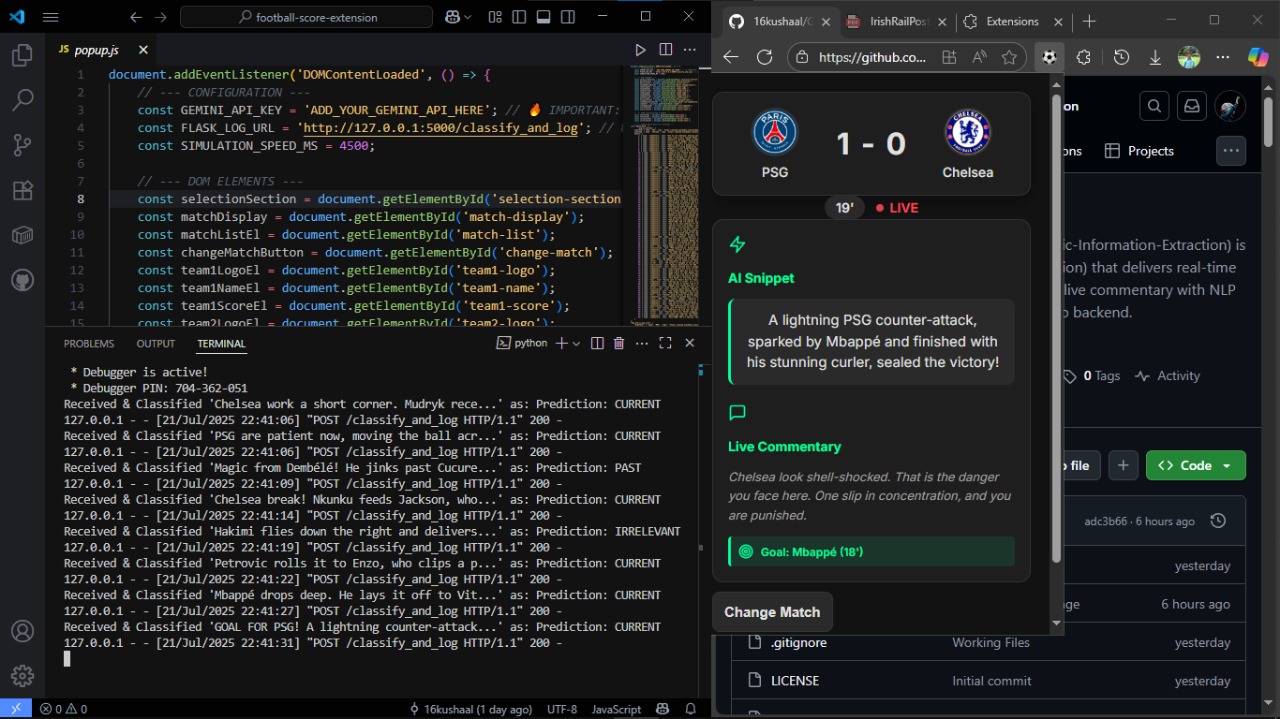 football-score-extension
JS popup.js
1 document.addEventListener('DOMContentLoaded', () => {
2 // --- CONFIGURATION ---
3 const GEMINI_API_KEY = 'ADD_YOUR_GEMINI_API_HERE'; // 🔥 IMPORTANT:
4 const FLASK_LOG_URL = 'http://127.0.0.1:5000/classify_and_log'; //
5 const SIMULATION_SPEED_MS = 4500;
6
7 // --- DOM ELEMENTS ---
8 const selectionSection = document.getElementById('selection-section
9 const matchDisplay = document.getElementById('match-display');
10 const matchListEl = document.getElementById('match-list');
11 const changeMatchButton = document.getElementById('change-match');
12 const team1LogoEl = document.getElementById('team1-logo');
13 const team1NameEl = document.getElementById('team1-name');
14 const team1ScoreEl = document.getElementById('team1-score');
15 const team2LogoEl = document.getElementById('team2-logo');
PROBLEMS OUTPUT TERMINAL python
* Debugger is active!
* Debugger PIN: 704-362-051
Received & Classified 'Chelsea work a short corner. Mudryk rece...' as: Prediction: CURRENT
127.0.0.1 - - [21/Jul/2025 22:41:06] "POST /classify_and_log HTTP/1.1" 200 -
Received & Classified 'PSG are patient now, moving the ball acr...' as: Prediction: CURRENT
127.0.0.1 - - [21/Jul/2025 22:41:06] "POST /classify_and_log HTTP/1.1" 200 -
Received & Classified 'Magic from Dembélé! He jinks past Cucure...' as: Prediction: PAST
127.0.0.1 - - [21/Jul/2025 22:41:09] "POST /classify_and_log HTTP/1.1" 200 -
Received & Classified 'Chelsea break! Nkunku feeds Jackson, who...' as: Prediction: CURRENT
127.0.0.1 - - [21/Jul/2025 22:41:14] "POST /classify_and_log HTTP/1.1" 200 -
Received & Classified 'Hakimi flies down the right and delivers...' as: Prediction: IRRELEVANT
127.0.0.1 - - [21/Jul/2025 22:41:19] "POST /classify_and_log HTTP/1.1" 200 -
Received & Classified 'Petrovic rolls it to Enzo, who clips a p...' as: Prediction: CURRENT
127.0.0.1 - - [21/Jul/2025 22:41:22] "POST /classify_and_log HTTP/1.1" 200 -
Received & Classified 'Mbappé drops deep. He lays it off to Vit...' as: Prediction: CURRENT
127.0.0.1 - - [21/Jul/2025 22:41:27] "POST /classify_and_log HTTP/1.1" 200 -
Received & Classified 'GOAL FOR PSG! A lightning counter-attack...' as: Prediction: CURRENT
127.0.0.1 - - [21/Jul/2025 22:41:31] "POST /classify_and_log HTTP/1.1" 200 -
0 0 16kushaal (1 day ago) UTF-8 JavaScript
16kushaal/ IrishRailPos Extensions
https://github.co...
PARIS
CHELSEA
1 - 0
PSG Chelsea
19' LIVE
AI Snippet
A lightning PSG counter-attack,
sparked by Mbappé and finished with
his stunning curler, sealed the victory!
Live Commentary
Chelsea look shell-shocked. That is the danger
you face here. One slip in concentration, and you
are punished.
Goal: Mbappé (18')
Change Match
on
ons Projects
ic-Information-Extraction) is
ion) that delivers real-time
live commentary with NLP
backend.
0 Tags Activity
file Code
adc3b66 · 6 hours ago
yesterday
ge 6 hours ago
.gitignore Working Files yesterday
LICENSE Initial commit yesterday